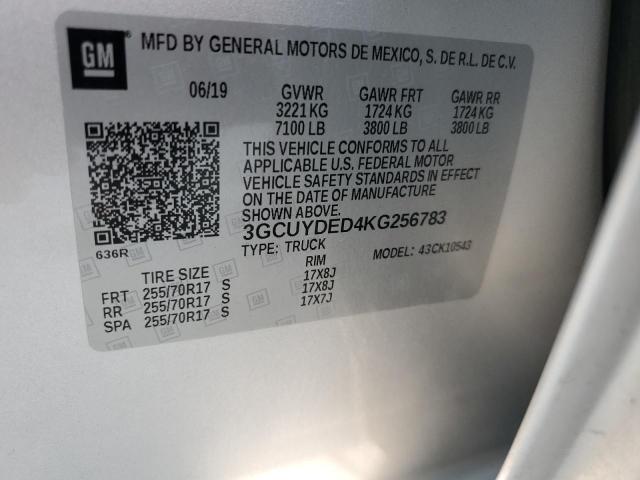 GM
MFD BY GENERAL MOTORS DE MEXICO, S. DE R.L. DE C.V.
06/19 GVWR GAWR FRT GAWR RR
3221 KG 1724 KG 1724 KG
7100 LB 3800 LB 3800 LB
THIS VEHICLE CONFORMS TO ALL
APPLICABLE U.S. FEDERAL MOTOR
VEHICLE SAFETY STANDARDS IN EFFECT
ON THE DATE OF MANUFACTURE
SHOWN ABOVE.
3GCUYDED4KG256783
636R TYPE: TRUCK MODEL: 43CK10543
TIRE SIZE RIM
FRT 255/70R17 S 17X8J
RR 255/70R17 S 17X8J
SPA 255/70R17 S 17X7J